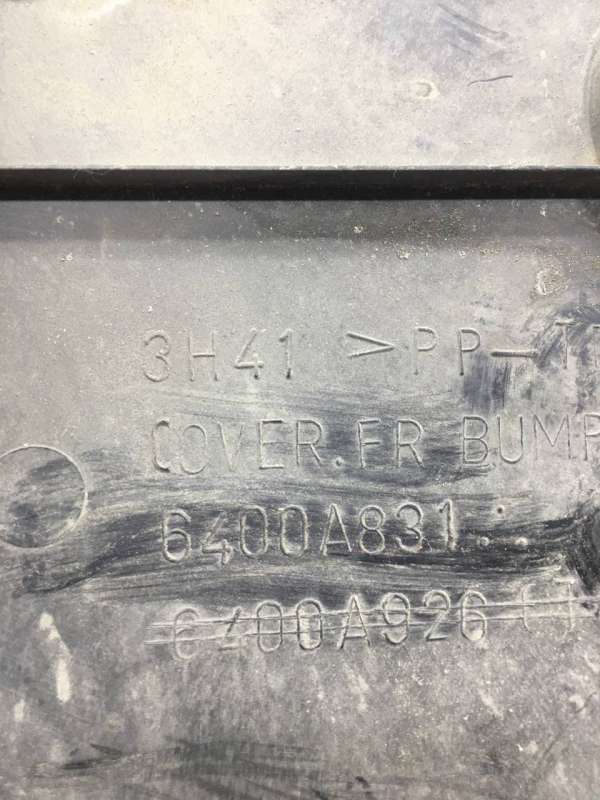 3H41 >PP-T
COVER.FR BUMP
6400A831
6400A926